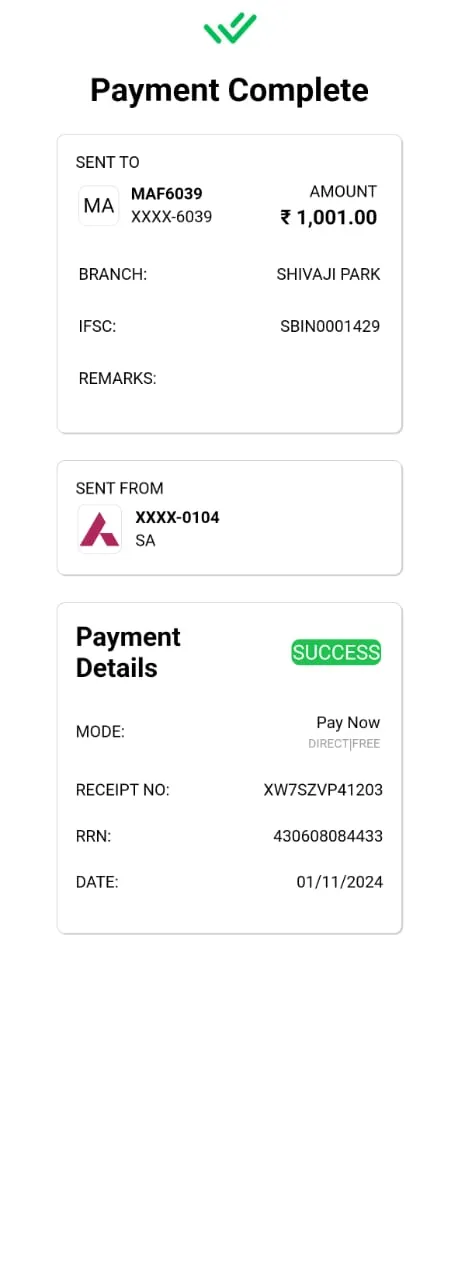 Payment Complete
SENT TO
MA
MAF6039
XXXX-6039
AMOUNT
₹ 1,001.00
BRANCH: SHIVAJI PARK
IFSC: SBIN0001429
REMARKS:
SENT FROM
XXXX-0104
SA
Payment
Details
SUCCESS
MODE: Pay Now
DIRECT|FREE
RECEIPT NO: XW7SZVP41203
RRN: 430608084433
DATE: 01/11/2024